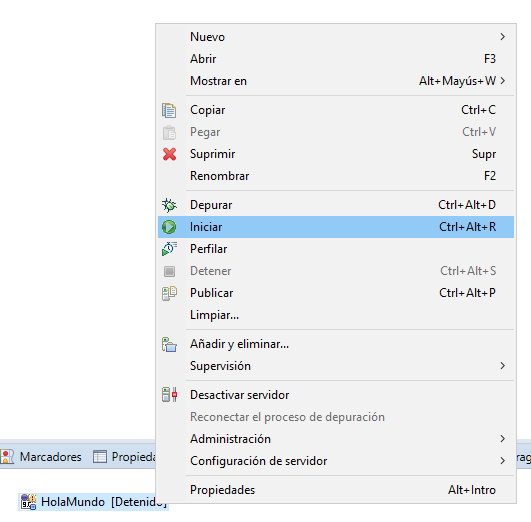 Nuevo
Abrir F3
Mostrar en Alt+Mayús+W
Copiar Ctrl+C
Pegar Ctrl+V
Suprimir Supr
Renombrar F2
Depurar Ctrl+Alt+D
Iniciar Ctrl+Alt+R
Perfilar
Detener Ctrl+Alt+S
Publicar Ctrl+Alt+P
Limpiar...
Añadir y eliminar...
Supervisión
Desactivar servidor
Reconectar el proceso de depuración
Administración
Marcadores
Configuración de servidor
Propiedades Alt+Intro
HolaMundo [Detenido]